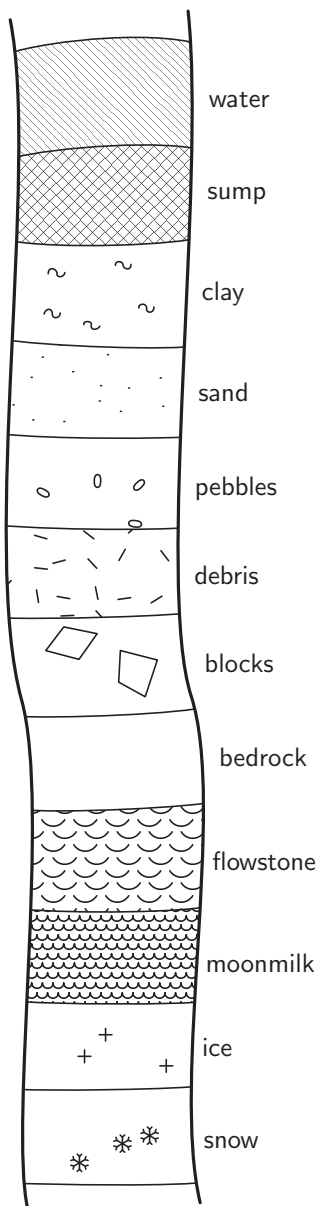 water
sump
clay
sand
pebbles
debris
blocks
bedrock
flowstone
moonmilk
ice
snow